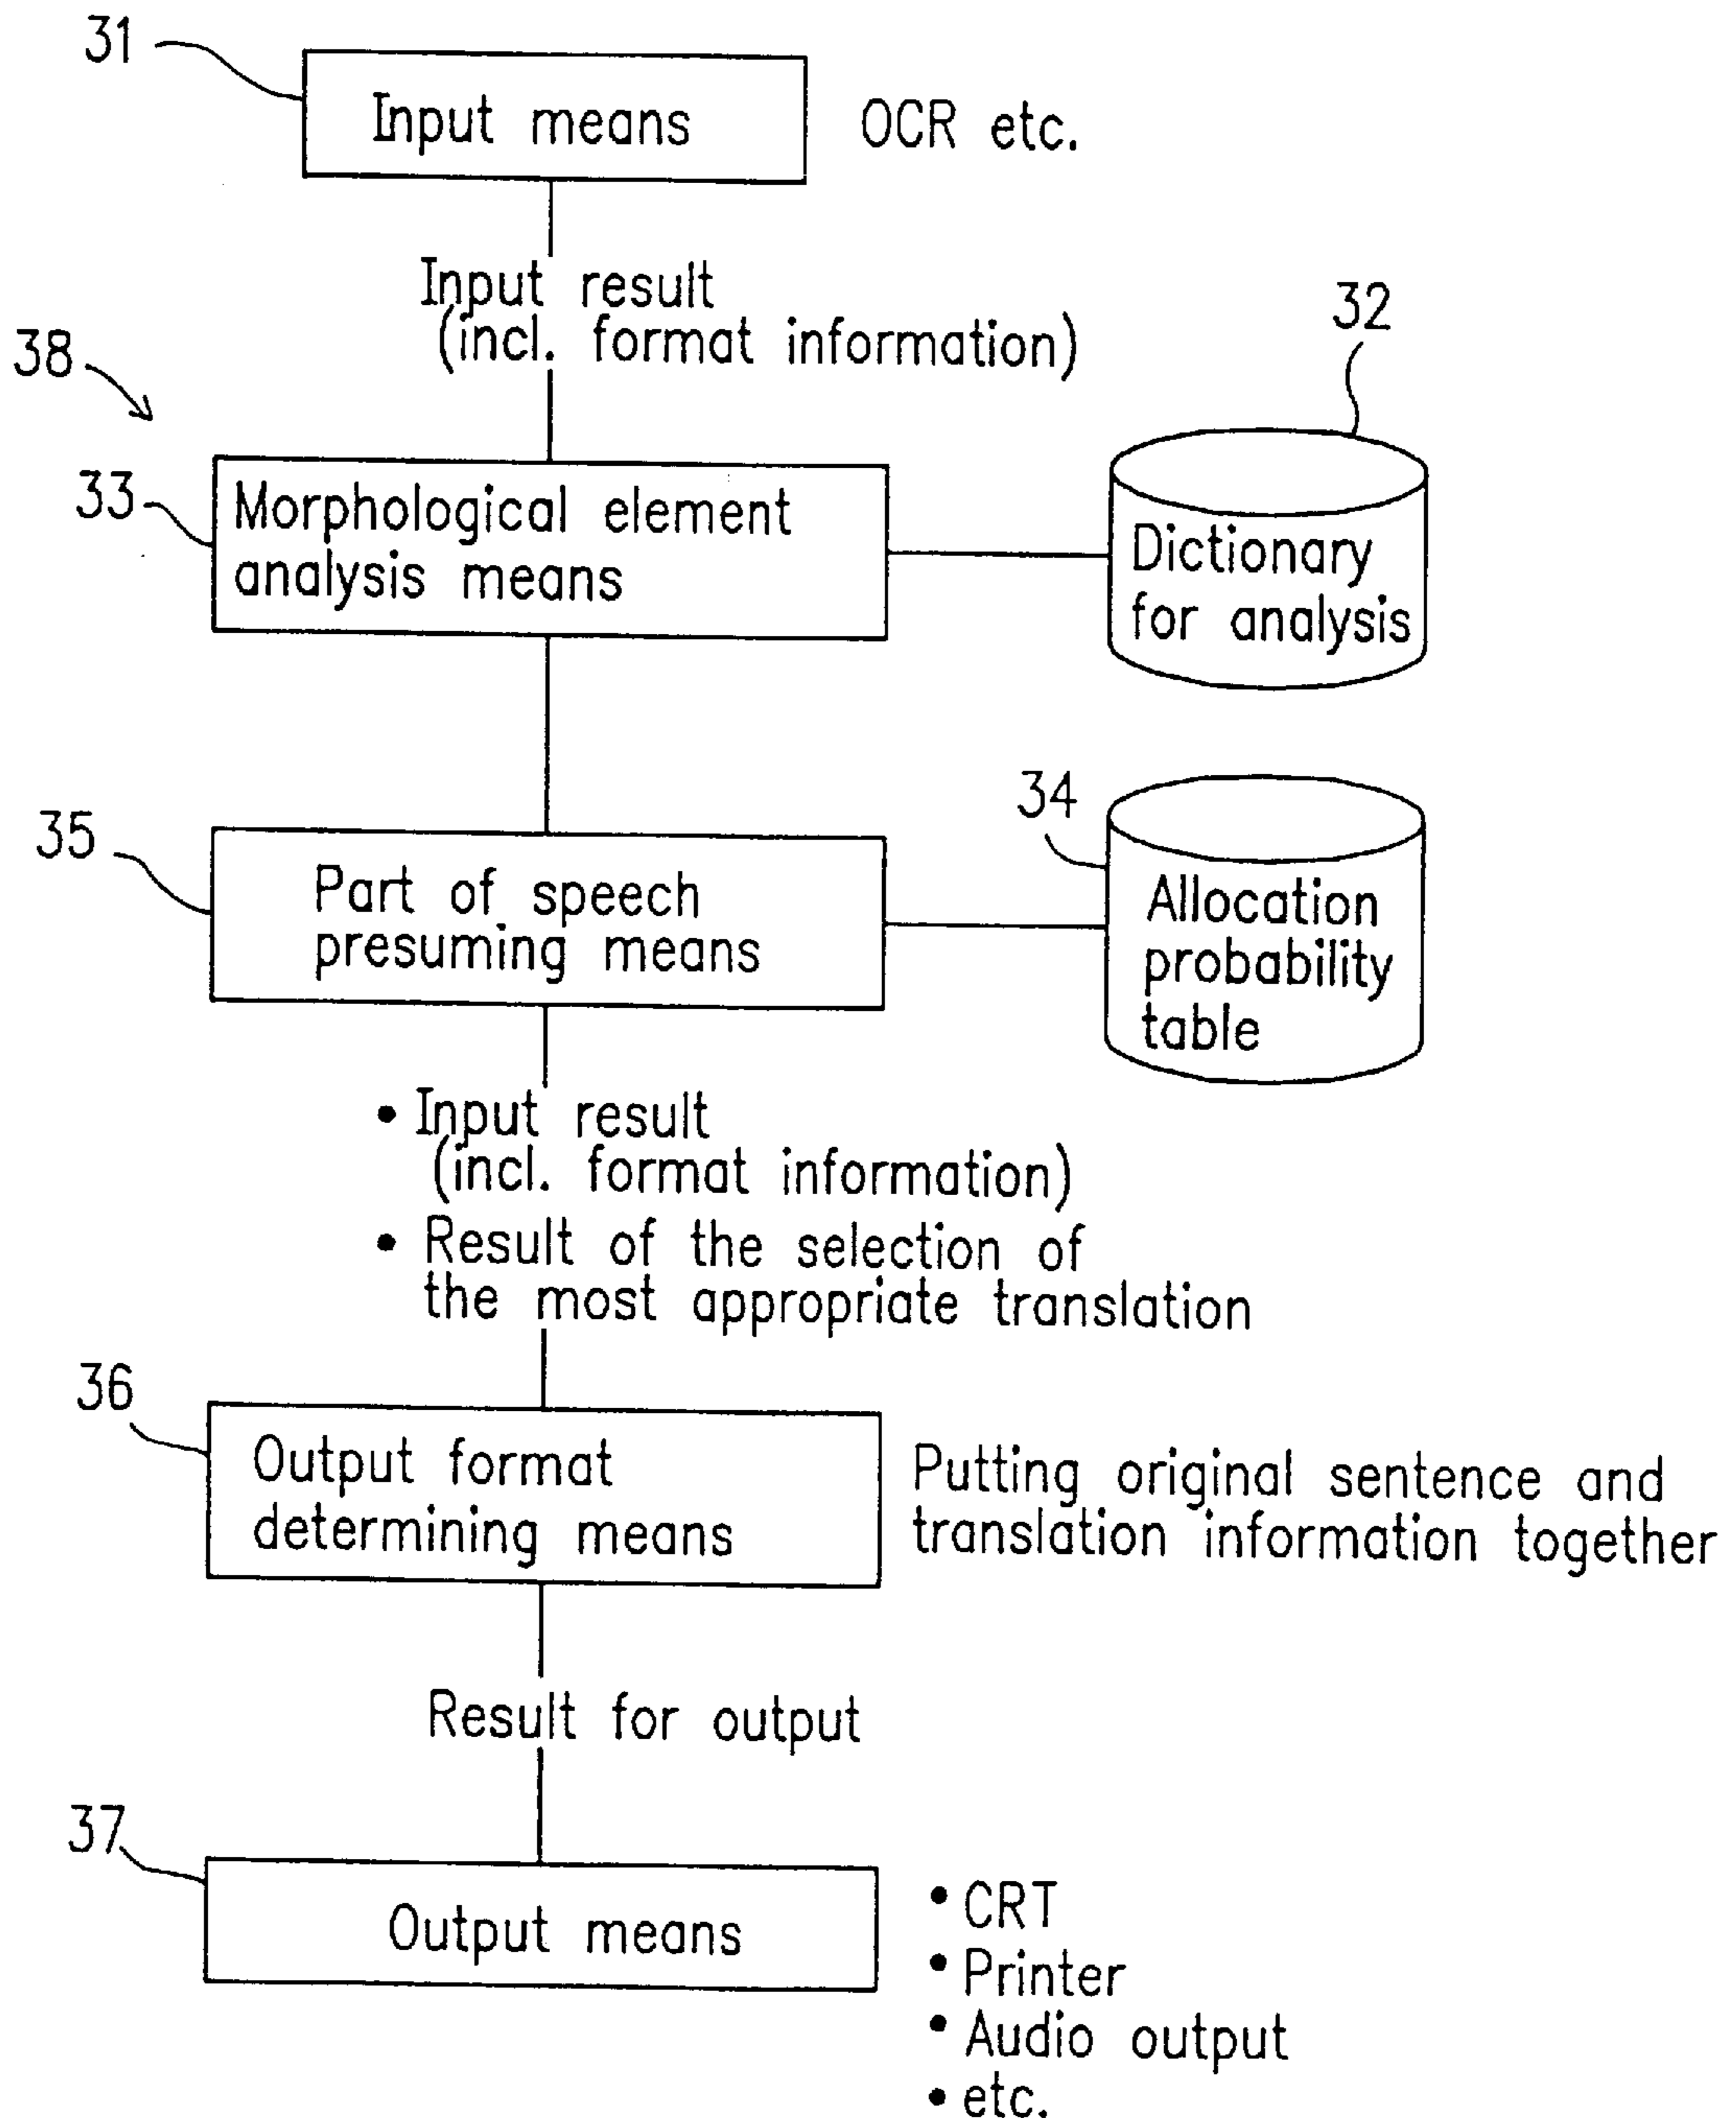 31
Input means
OCR etc.
Input result
(incl. format information)
38
32
33
Morphological element
analysis means
Dictionary
for analysis
35
Part of speech
presuming means
34
Allocation
probability
table
• Input result
(incl. format information)
• Result of the selection of
the most appropriate translation
36
Output format
determining means
Putting original sentence and
translation information together
Result for output
37
Output means
• CRT
• Printer
• Audio output
• etc.